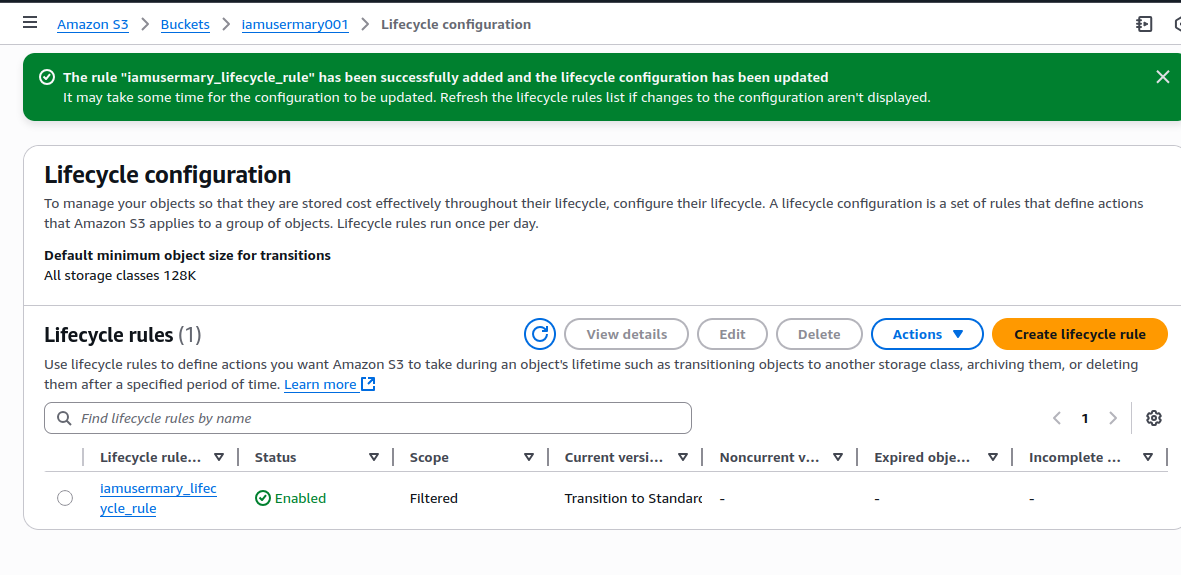 Amazon S3 > Buckets > iamusermary001 > Lifecycle configuration
The rule "iamusermary_lifecycle_rule" has been successfully added and the lifecycle configuration has been updated
It may take some time for the configuration to be updated. Refresh the lifecycle rules list if changes to the configuration aren't displayed.
Lifecycle configuration
To manage your objects so that they are stored cost effectively throughout their lifecycle, configure their lifecycle. A lifecycle configuration is a set of rules that define actions
that Amazon S3 applies to a group of objects. Lifecycle rules run once per day.
Default minimum object size for transitions
All storage classes 128K
Lifecycle rules (1) View details Edit Delete Actions Create lifecycle rule
Use lifecycle rules to define actions you want Amazon S3 to take during an object's lifetime such as transitioning objects to another storage class, archiving them, or deleting
them after a specified period of time. Learn more
Find lifecycle rules by name 1
Lifecycle rule... Status Scope Current versi... Noncurrent v... Expired obje... Incomplete ...
iamusermary_lifec Enabled Filtered Transition to Standard - - -
ycle_rule